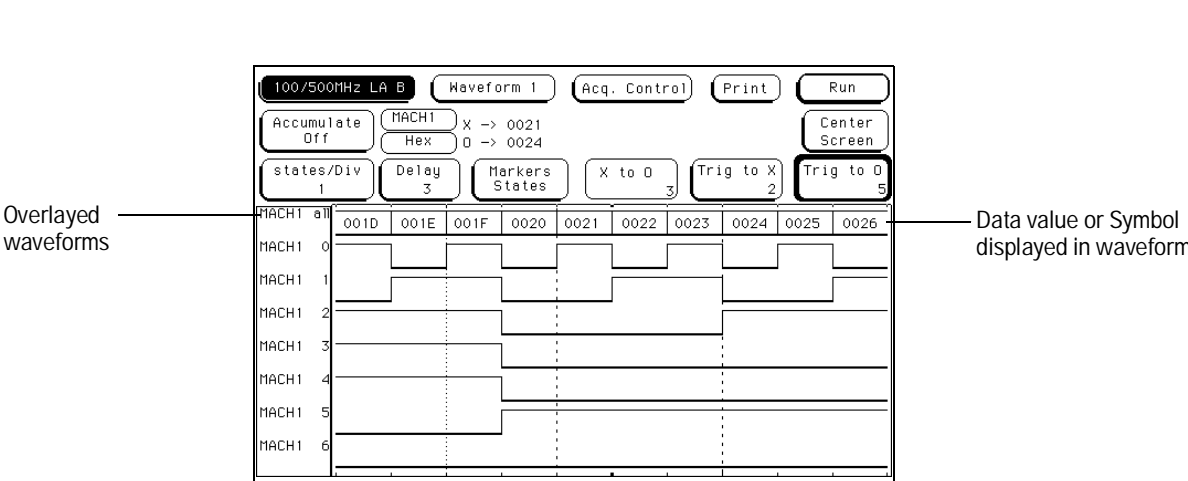 100/500MHz LA B Waveform 1 Acq. Control Print Run
Accumulate Off MACH1 Hex X -> 0021 O -> 0024 Center Screen
states/Div 1 Delay 3 Markers States X to O 3 Trig to X 2 Trig to O 5
Overlayed waveforms
MACH1 all 001D 001E 001F 0020 0021 0022 0023 0024 0025 0026
Data value or Symbol displayed in waveform
MACH1 0
MACH1 1
MACH1 2
MACH1 3
MACH1 4
MACH1 5
MACH1 6